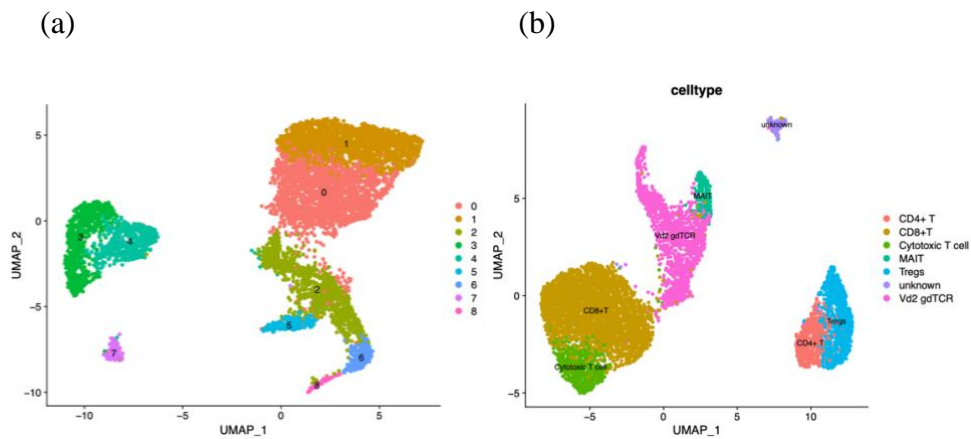 (a)
(b)
celltype
5
0
−5
−10
UMAP_2
−10
−5
0
5
UMAP_1
1
0
3
4
2
5
6
7
8
0
1
2
3
4
5
6
7
8
5
0
−5
UMAP_2
−5
0
5
10
UMAP_1
unknown
MAIT
Vd2 gdTCR
CD8+T
Cytotoxic T cell
Tregs
CD4+ T
CD4+ T
CD8+T
Cytotoxic T cell
MAIT
Tregs
unknown
Vd2 gdTCR